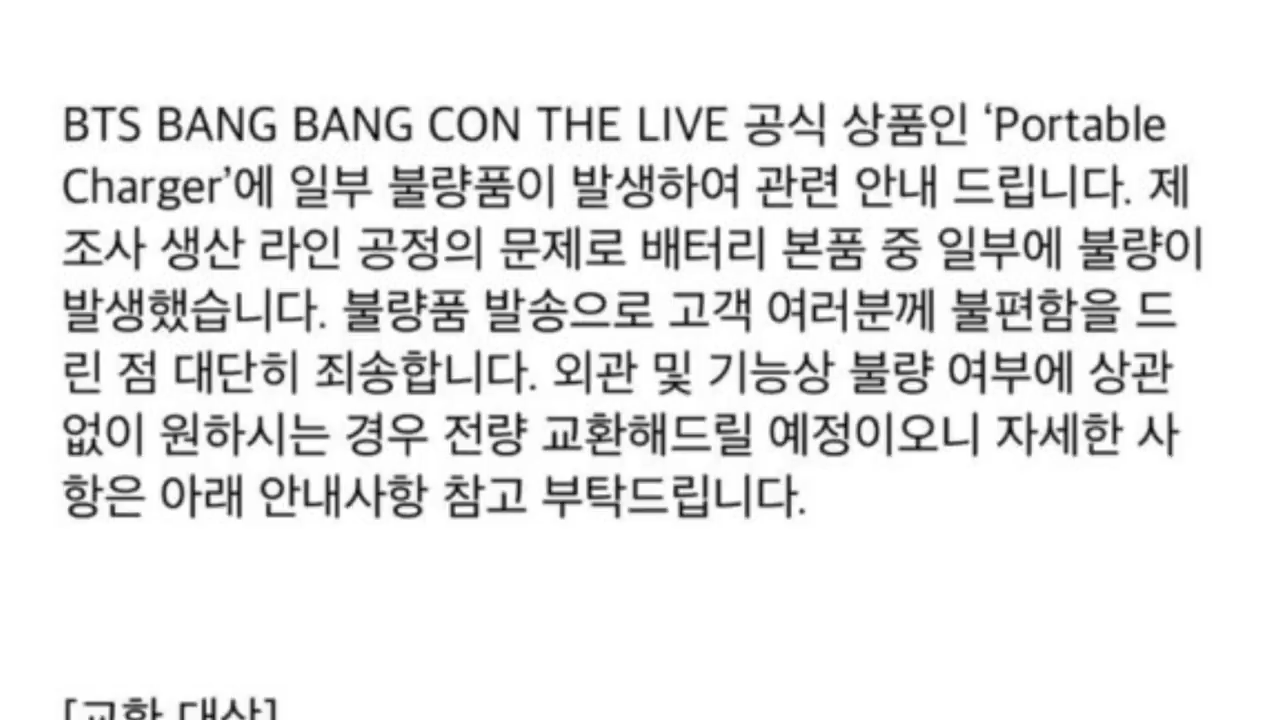 BTS BANG BANG CON THE LIVE 공식 상품인 ‘Portable
Charger’에 일부 불량품이 발생하여 관련 안내 드립니다. 제
조사 생산 라인 공정의 문제로 배터리 본품 중 일부에 불량이
발생했습니다. 불량품 발송으로 고객 여러분께 불편함을 드
린 점 대단히 죄송합니다. 외관 및 기능상 불량 여부에 상관
없이 원하시는 경우 전량 교환해드릴 예정이오니 자세한 사
항은 아래 안내사항 참고 부탁드립니다.
[교환 대상]